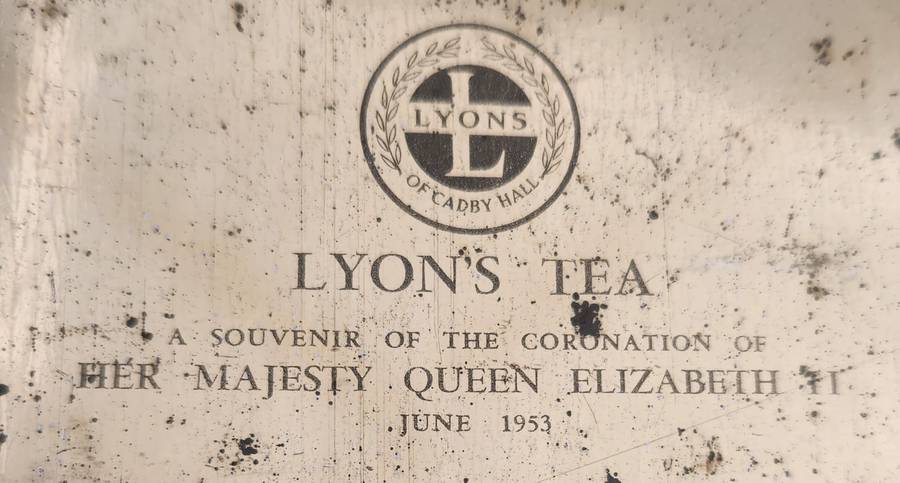 L
LYONS
OF CADBY HALL
LYON'S TEA
A SOUVENIR OF THE CORONATION OF
HER MAJESTY QUEEN ELIZABETH II
JUNE 1953